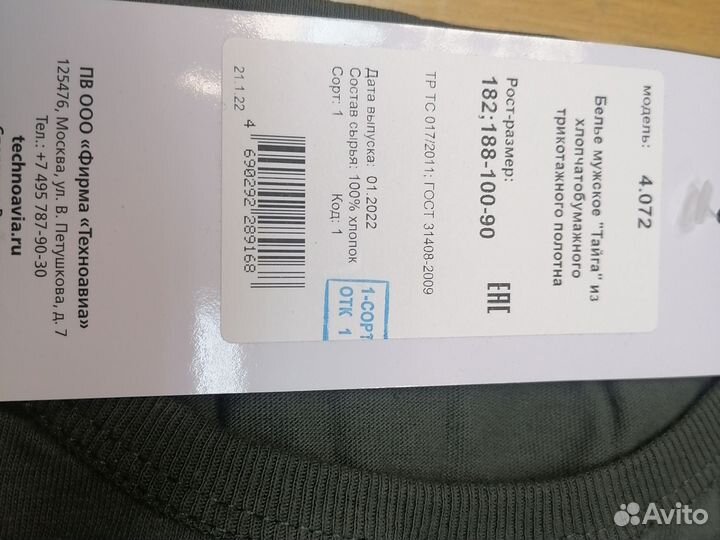 модель: 4.072
Белье мужское "Тайга" из
хлопчатобумажного
трикотажного полотна
Рост-размер:
182;188-100-90
ЕАС
ТР ТС 017/2011; ГОСТ 31408-2009
Дата выпуска: 01.2022
Состав сырья: 100% хлопок
Сорт: 1 Код: 1
1-СОРТ
ОТК 1
21.1.22
4 690292 289168
ПВ ООО «Фирма «Техноавиа»
125476, Москва, ул. В. Петушкова, д. 7
Тел.: +7 495 787-90-30
technoavia.ru
Avito